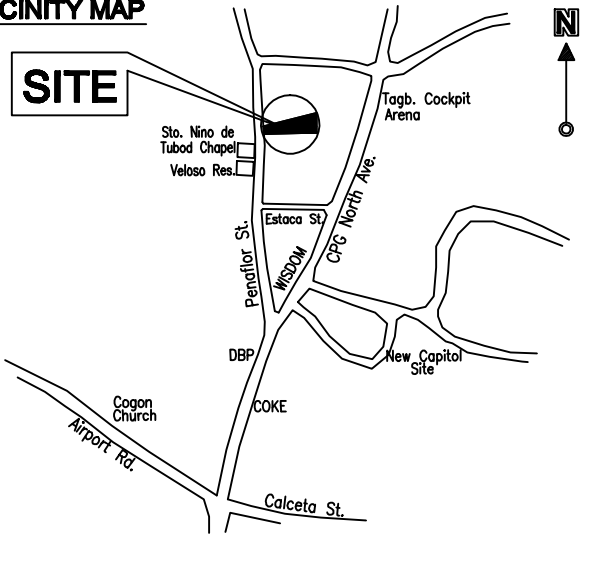 CINITY MAP
N
SITE
Tagb. Cockpit
Arena
Sto. Nino de
Tubod Chapel
Veloso Res.
Estaca St.
CPG North Ave.
Penaflor St.
WISDOM
DBP
New Capitol
Site
COKE
Cogon
Church
Airport Rd.
Calceta St.